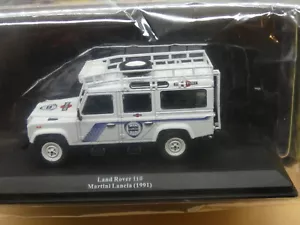 Land Rover 110
Martini Lancia (1991)